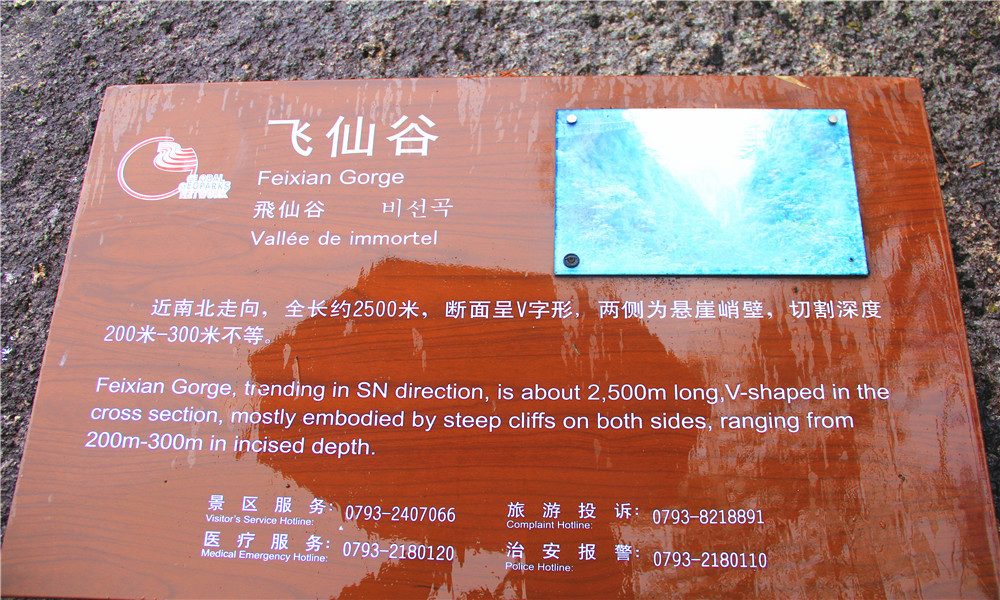 飞仙谷
GLOBAL
GEOPARKS
NETWORK
Feixian Gorge
飛仙谷 비선곡
Vallée de immortel
近南北走向，全长约2500米，断面呈V字形，两侧为悬崖峭壁，切割深度
200米-300米不等。
Feixian Gorge, trending in SN direction, is about 2,500m long,V-shaped in the
cross section, mostly embodied by steep cliffs on both sides, ranging from
200m-300m in incised depth.
景区服务: 0793-2407066 旅游投诉: 0793-8218891
Visitor's Service Hotline: Complaint Hotline:
医疗服务: 0793-2180120 治安报警: 0793-2180110
Medical Emergency Hotline: Police Hotline: